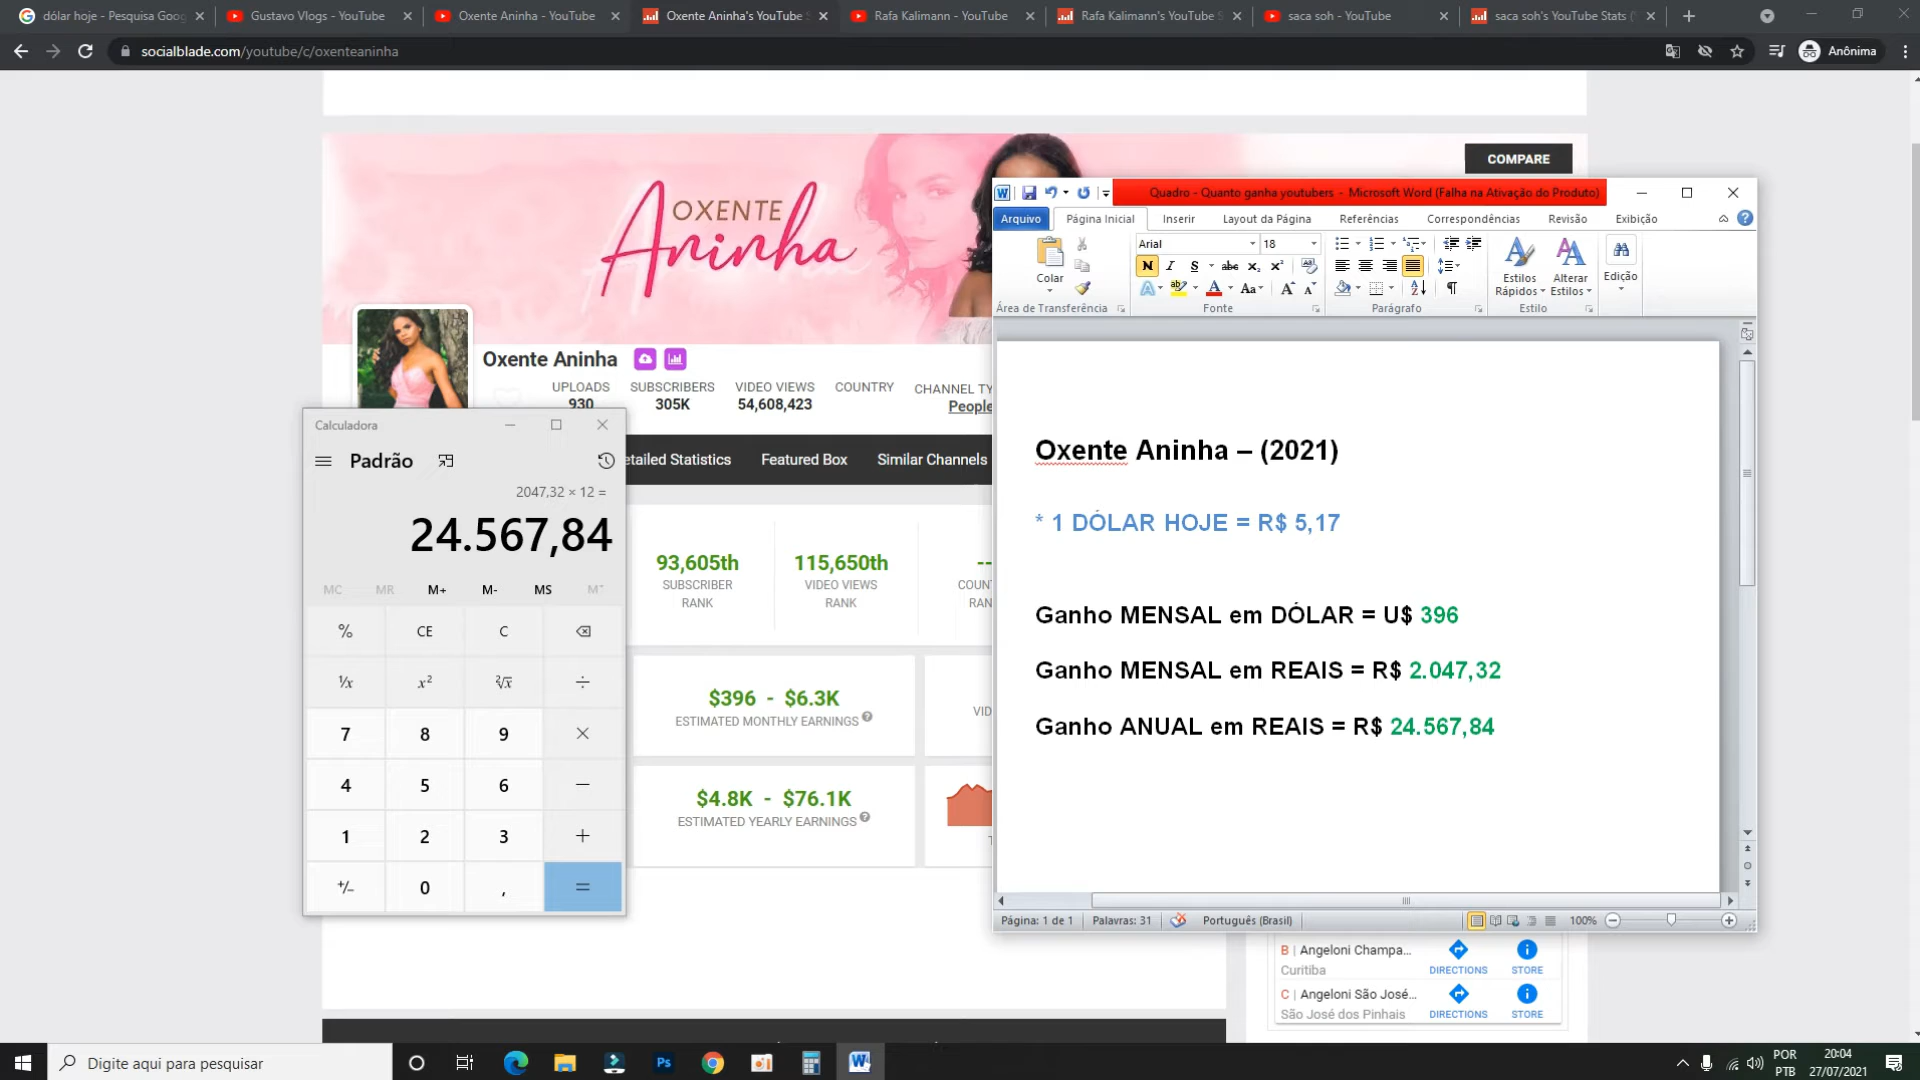 dólar hoje - Pesquisa Goog
Gustavo Vlogs - YouTube
Oxente Aninha - YouTube
Oxente Aninha's YouTube S
Rafa Kalimann - YouTube
Rafa Kalimann's YouTube S
saca soh - YouTube
saca soh's YouTube Stats (
socialblade.com/youtube/c/oxenteaninha
Anônima
OXENTE
Aninha
COMPARE
Oxente Aninha
UPLOADS
930
SUBSCRIBERS
305K
VIDEO VIEWS
54,608,423
COUNTRY
CHANNEL TY
People
etailed Statistics
Featured Box
Similar Channels
93,605th
SUBSCRIBER
RANK
115,650th
VIDEO VIEWS
RANK
--
COUN
RAN
$396 - $6.3K
ESTIMATED MONTHLY EARNINGS
VID
$4.8K - $76.1K
ESTIMATED YEARLY EARNINGS
Calculadora
Padrão
2047,32 × 12 =
24.567,84
MC MR M+ M- MS M˅
% CE C
¹/x x² ²√x ÷
7 8 9 ×
4 5 6 −
1 2 3 +
+/− 0 , =
Quadro - Quanto ganha youtubers - Microsoft Word (Falha na Ativação do Produto)
Arquivo
Página Inicial
Inserir
Layout da Página
Referências
Correspondências
Revisão
Exibição
Colar
Área de Transferência
Arial
18
N I S abc x₂ x²
A ab A Aa A A
Fonte
Parágrafo
Estilos
Rápidos
Alterar
Estilos
Estilo
Edição
Oxente Aninha – (2021)
* 1 DÓLAR HOJE = R$ 5,17
Ganho MENSAL em DÓLAR = U$ 396
Ganho MENSAL em REAIS = R$ 2.047,32
Ganho ANUAL em REAIS = R$ 24.567,84
Página: 1 de 1
Palavras: 31
Português (Brasil)
100%
B | Angeloni Champa...
Curitiba
DIRECTIONS
STORE
C | Angeloni São José...
São José dos Pinhais
DIRECTIONS
STORE
Digite aqui para pesquisar
Ps
POR
PTB
20:04
27/07/2021